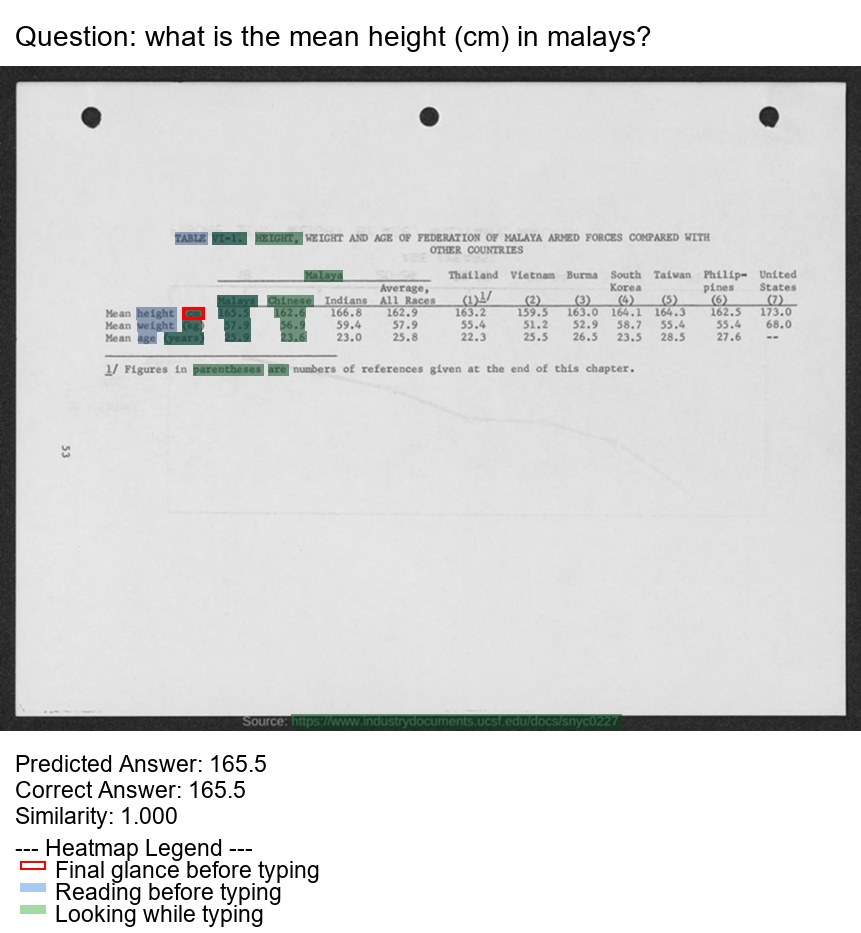 Question: what is the mean height (cm) in malays?
TABLE VI-1. HEIGHT, WEIGHT AND AGE OF FEDERATION OF MALAYA ARMED FORCES COMPARED WITH
OTHER COUNTRIES
Malaya Thailand Vietnam Burma South Taiwan Philip- United
Average, Korea pines States
Malays Chinese Indians All Races (1)1/ (2) (3) (4) (5) (6) (7)
Mean height (cm) 165.5 162.6 166.8 162.9 163.2 159.5 163.0 164.1 164.3 162.5 173.0
Mean weight (kg) 57.9 56.9 59.4 57.9 55.4 51.2 52.9 58.7 55.4 55.4 68.0
Mean age (years) 25.9 23.6 23.0 25.8 22.3 25.5 26.5 23.5 28.5 27.6 --
1/ Figures in parentheses are numbers of references given at the end of this chapter.
53
Source: https://www.industrydocuments.ucsf.edu/docs/snyc0227
Predicted Answer: 165.5
Correct Answer: 165.5
Similarity: 1.000
--- Heatmap Legend ---
Final glance before typing
Reading before typing
Looking while typing